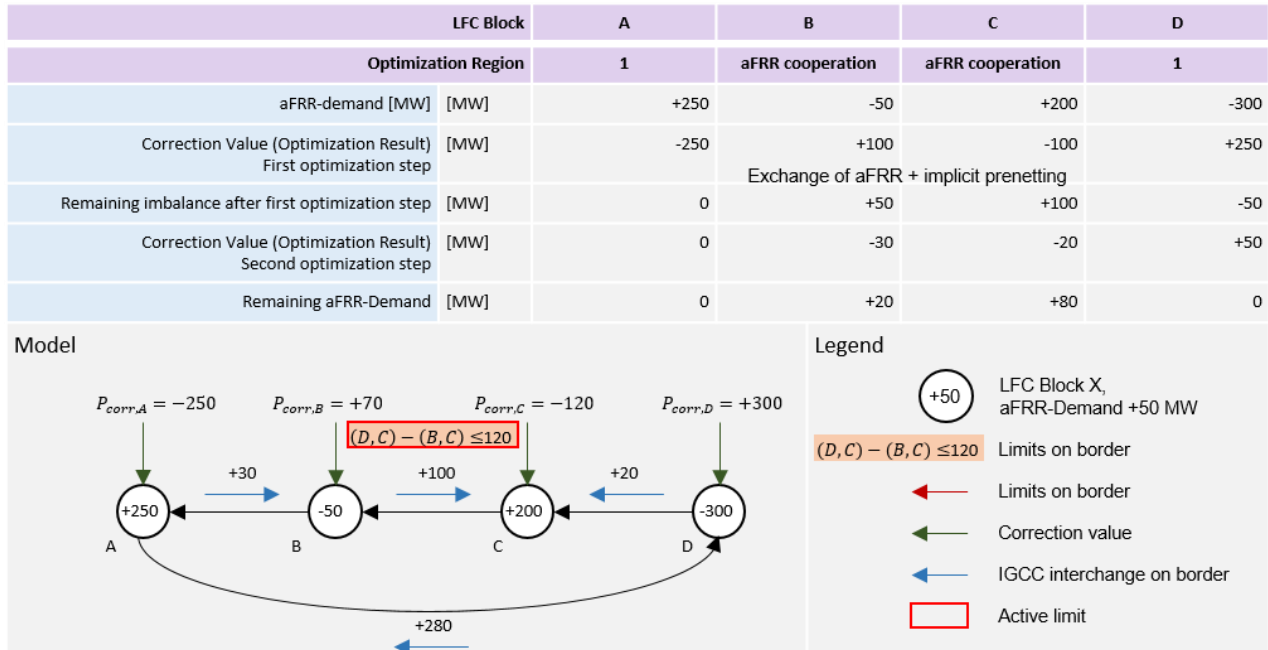 LFC Block A B C D
Optimization Region 1 aFRR cooperation aFRR cooperation 1
aFRR-demand [MW] [MW] +250 -50 +200 -300
Correction Value (Optimization Result) [MW] -250 +100 -100 +250
First optimization step
Exchange of aFRR + implicit prenetting
Remaining imbalance after first optimization step [MW] 0 +50 +100 -50
Correction Value (Optimization Result) [MW] 0 -30 -20 +50
Second optimization step
Remaining aFRR-Demand [MW] 0 +20 +80 0
Model
P_corr,A = −250 P_corr,B = +70 P_corr,C = −120 P_corr,D = +300
(D, C) − (B, C) ≤120
+30 +100 +20
+250 -50 +200 -300
A B C D
+280
Legend
+50
LFC Block X,
aFRR-Demand +50 MW
(D, C) − (B, C) ≤120 Limits on border
Limits on border
Correction value
IGCC interchange on border
Active limit